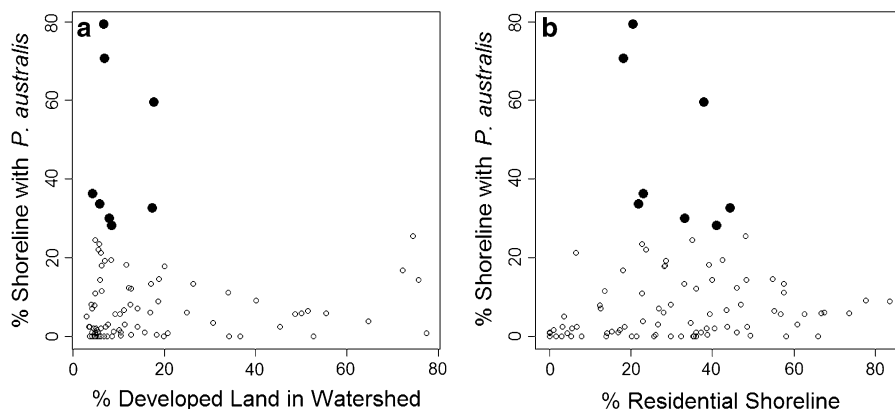 a
% Shoreline with P. australis
80
60
40
20
0
0 20 40 60 80
% Developed Land in Watershed
b
% Shoreline with P. australis
80
60
40
20
0
0 20 40 60 80
% Residential Shoreline